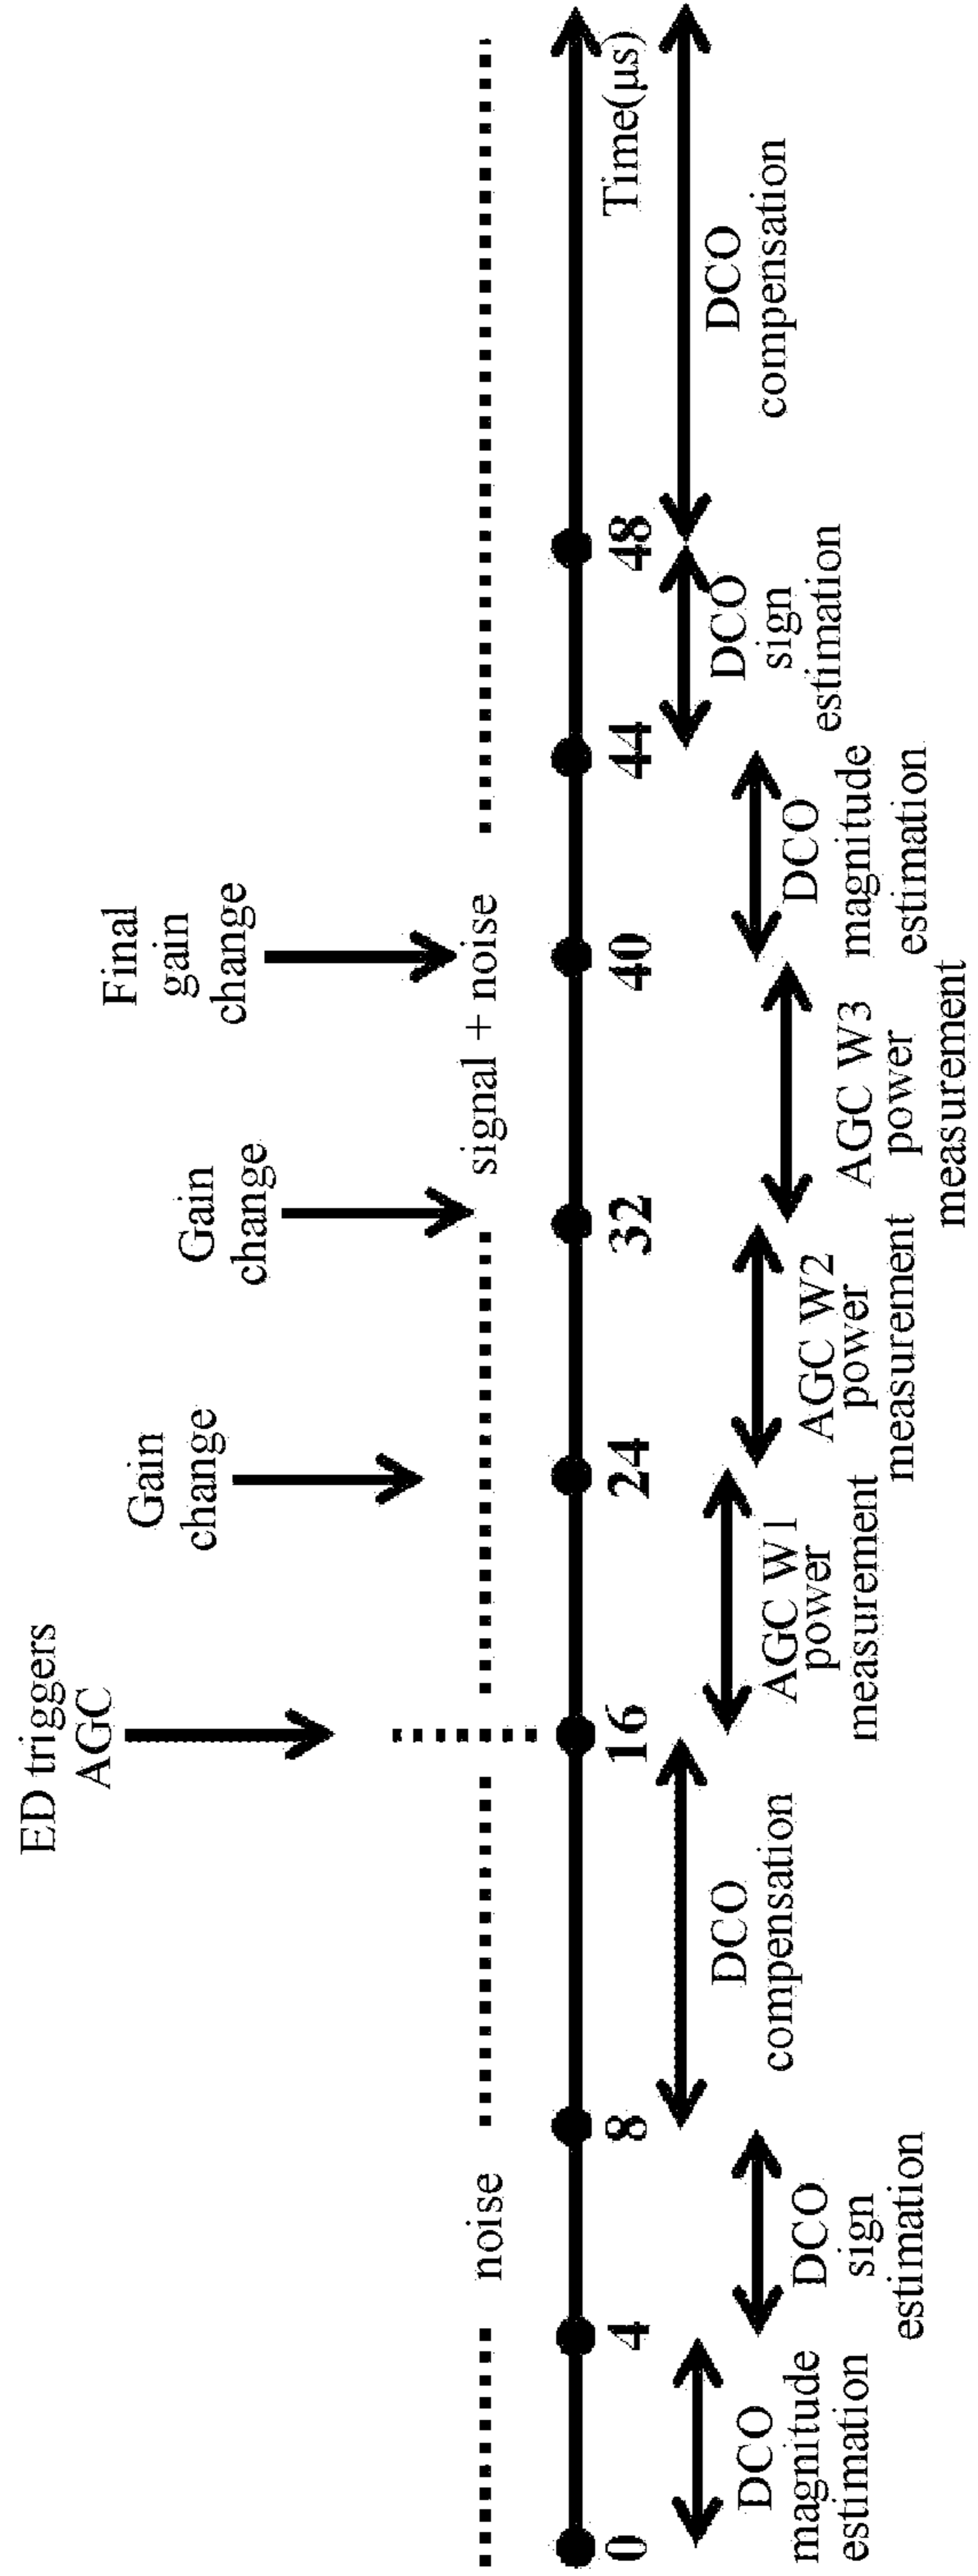 ED triggers
AGC
Gain
change
Gain
change
Final
gain
change
noise
signal + noise
0
4
8
16
24
32
40
44
48
Time(μs)
DCO
magnitude
estimation
DCO
sign
estimation
DCO
compensation
AGC W1
power
measurement
AGC W2
power
measurement
AGC W3
power
measurement
DCO
magnitude
estimation
DCO
sign
estimation
DCO
compensation